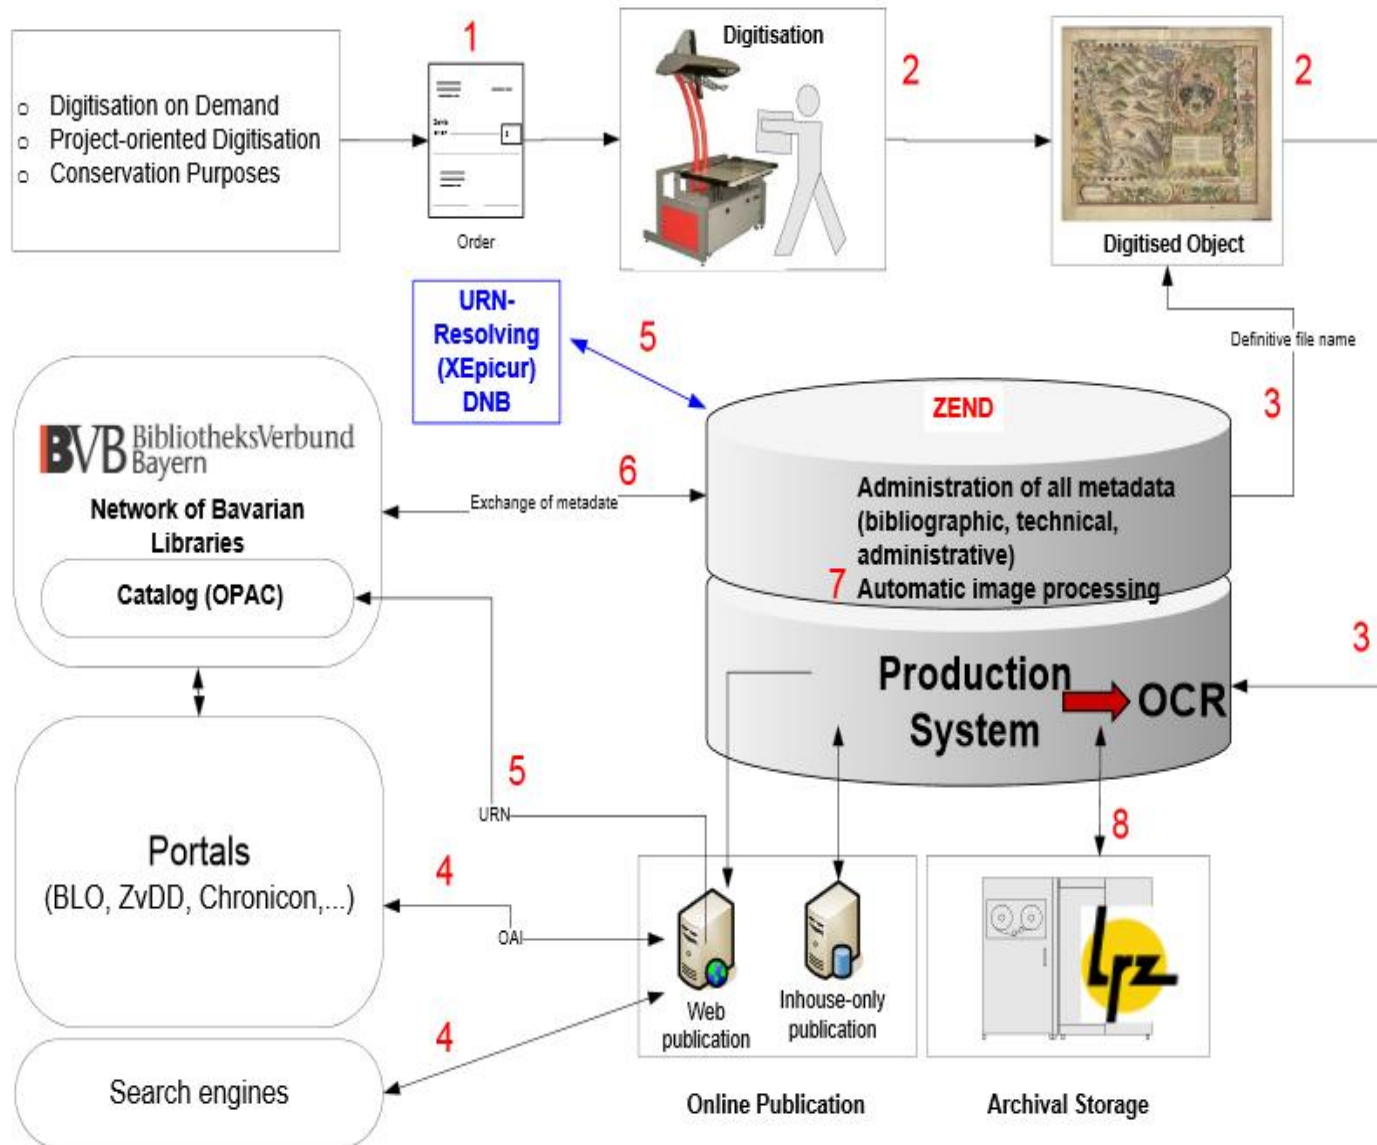 1
Digitisation
2
2
Digitisation on Demand
Project-oriented Digitisation
Conservation Purposes
Order
Digitised Object
URN-
Resolving
(XEpicur)
DNB
5
Definitive file name
3
ZEND
BVB BibliotheksVerbund
Bayern
Network of Bavarian
Libraries
Catalog (OPAC)
6
Exchange of metadate
Administration of all metadata
(bibliographic, technical,
administrative)
7 Automatic image processing
Production
System
OCR
3
5
URN
8
Portals
(BLO, ZvDD, Chronicon,...)
4
OAI
Web
publication
Inhouse-only
publication
lrz
4
Search engines
Online Publication
Archival Storage